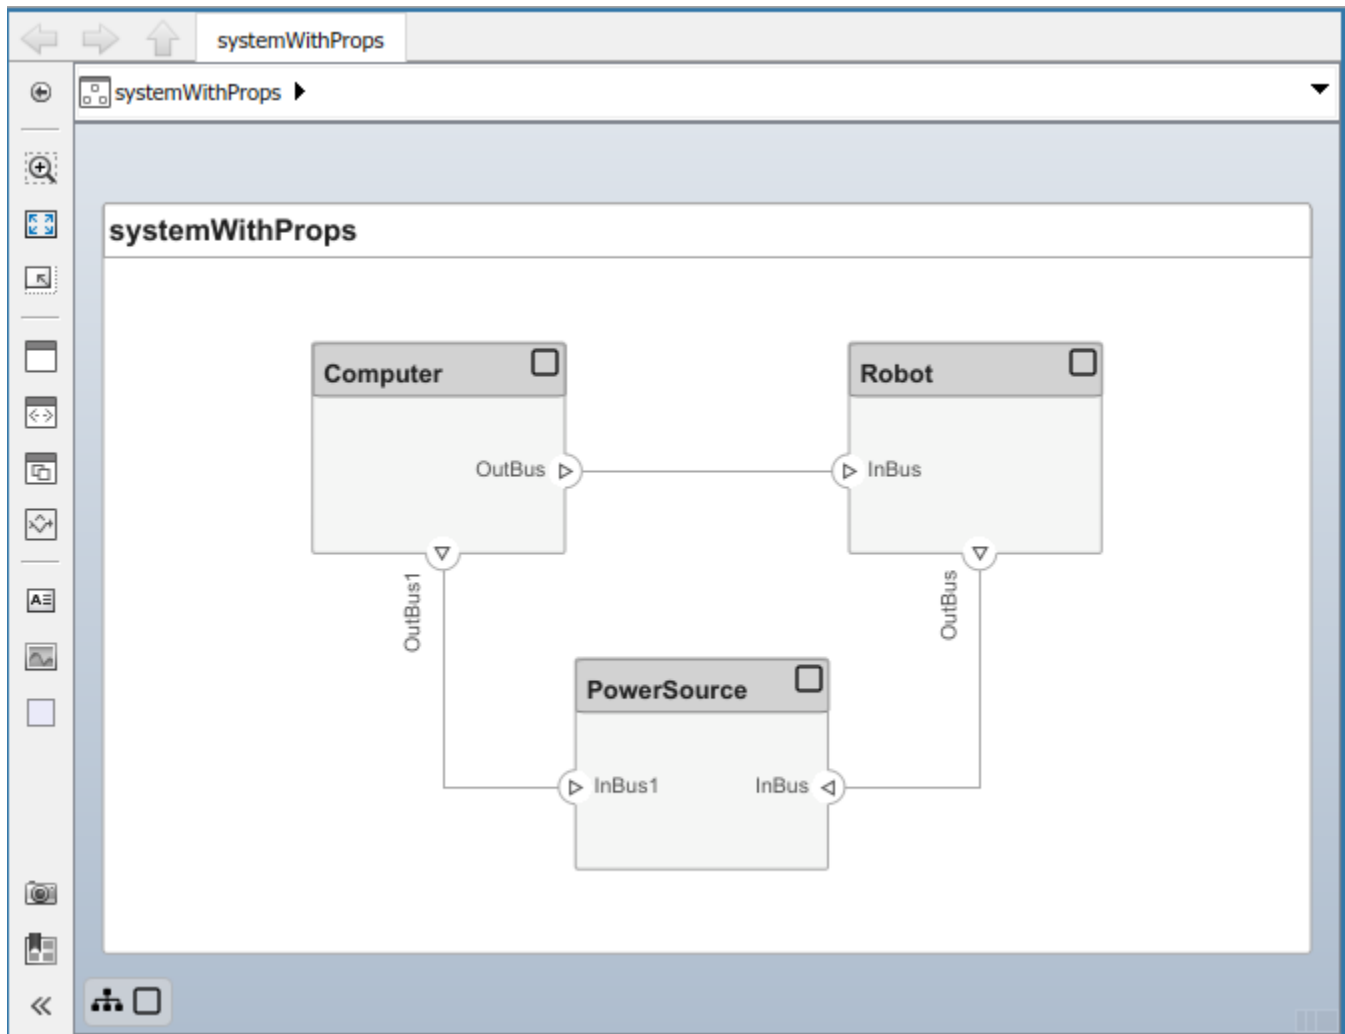 systemWithProps
systemWithProps
systemWithProps
Computer
Robot
OutBus
InBus
OutBus1
OutBus
PowerSource
InBus1
InBus